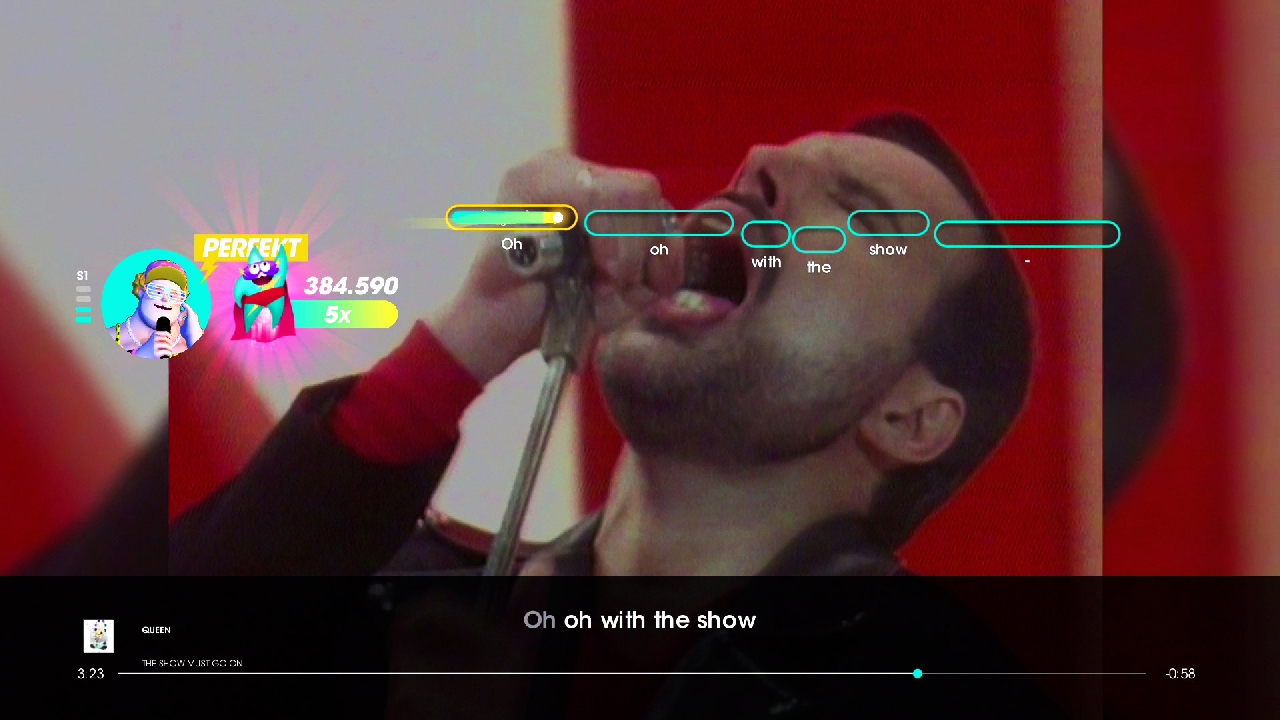 S1
PERFEKT
384.590
5x
Oh
oh
with
the
show
-
Oh oh with the show
QUEEN
THE SHOW MUST GO ON
3:23
-0:58